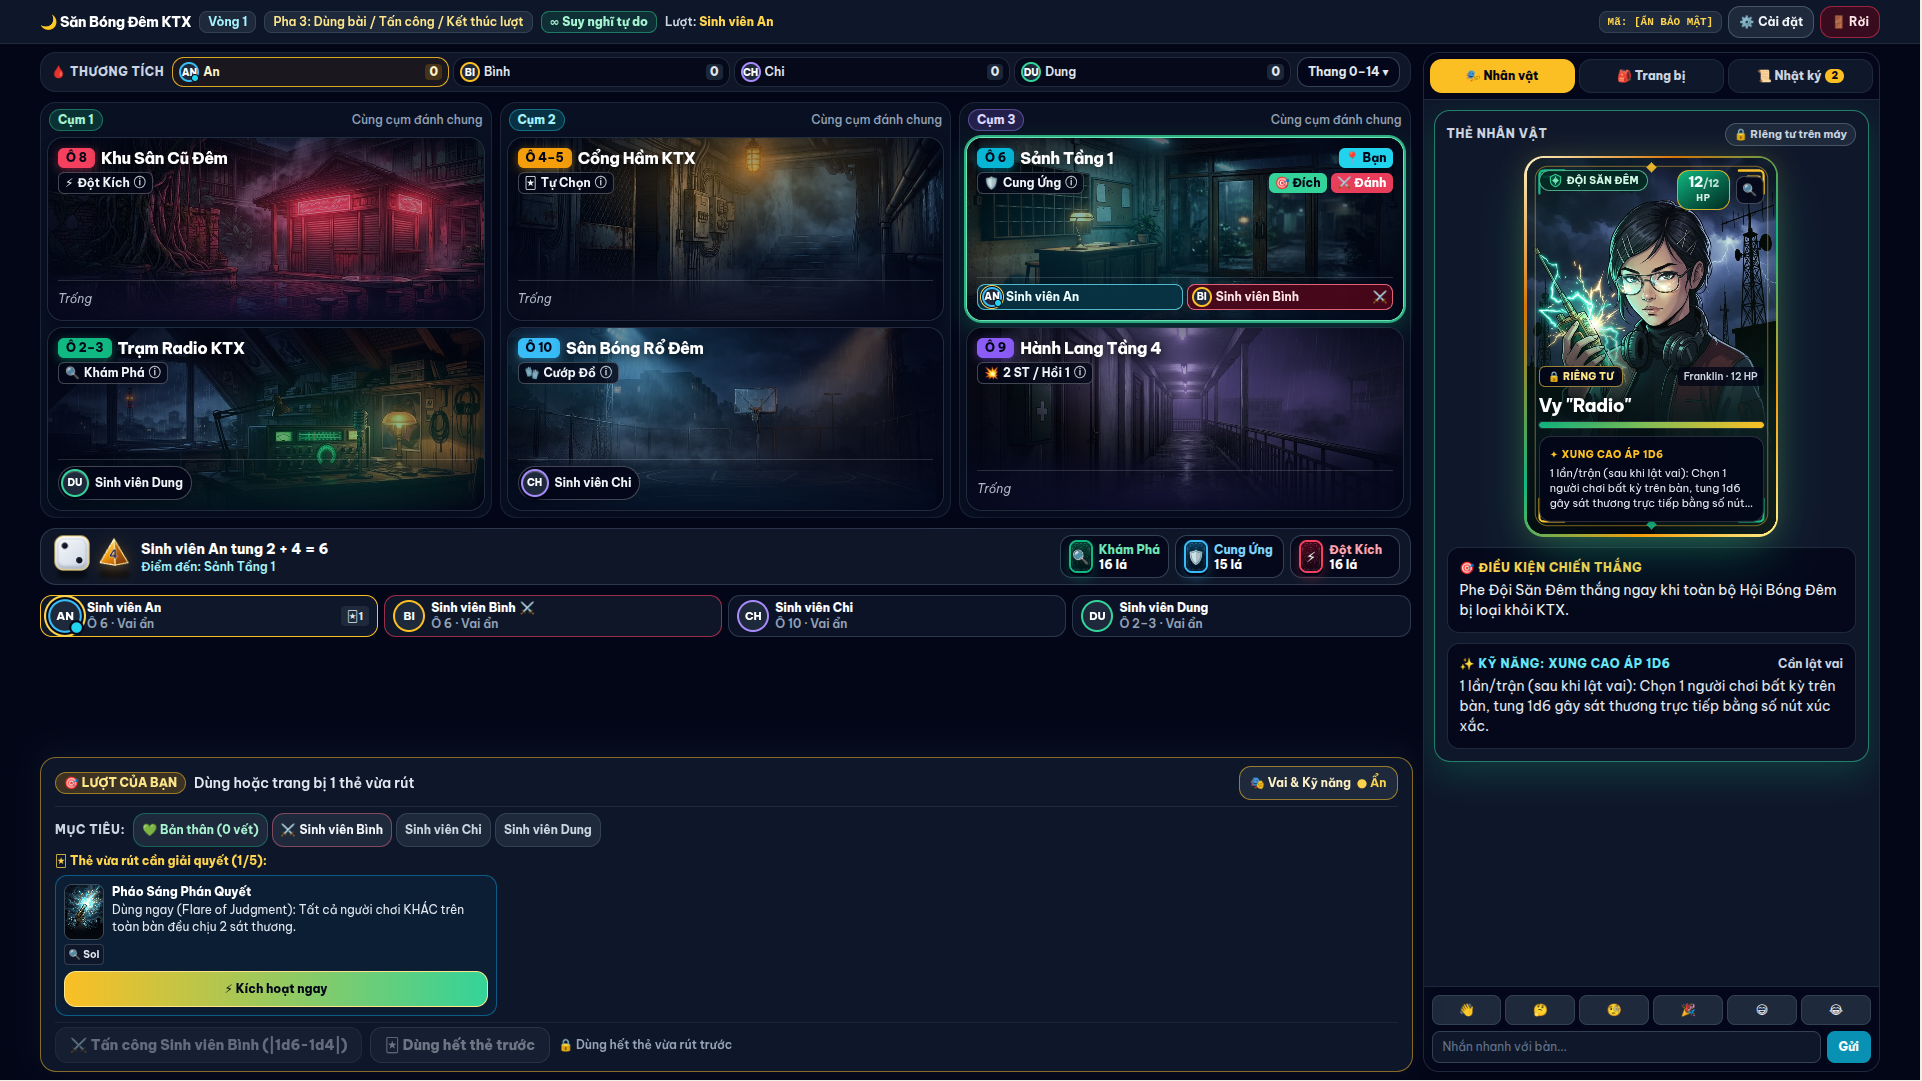 🌙 Săn Bóng Đêm KTX
Vòng 1
Pha 3: Dùng bài / Tấn công / Kết thúc lượt
∞ Suy nghĩ tự do
Lượt: Sinh viên An
Mã: [ẨN BẢO MẬT]
⚙️ Cài đặt
🚪 Rời
🩸 THƯƠNG TÍCH
AN An 0
BI Bình 0
CH Chi 0
DU Dung 0
Thang 0–14 ▾
Cụm 1
Cùng cụm đánh chung
Ô 8 Khu Sân Cũ Đêm
⚡ Đột Kích ⓘ
Trống
Ô 2–3 Trạm Radio KTX
🔍 Khám Phá ⓘ
DU Sinh viên Dung
Cụm 2
Cùng cụm đánh chung
Ô 4–5 Cổng Hầm KTX
🃏 Tự Chọn ⓘ
Trống
Ô 10 Sân Bóng Rổ Đêm
🧤 Cướp Đồ ⓘ
CH Sinh viên Chi
Cụm 3
Cùng cụm đánh chung
Ô 6 Sảnh Tầng 1
📍 Bạn
🛡️ Cung Ứng ⓘ
🎯 Đích
⚔️ Đánh
AN Sinh viên An
BI Sinh viên Bình ⚔️
Ô 9 Hành Lang Tầng 4
💥 2 ST / Hồi 1 ⓘ
Trống
4
Sinh viên An tung 2 + 4 = 6
Điểm đến: Sảnh Tầng 1
Khám Phá
16 lá
Cung Ứng
15 lá
Đột Kích
16 lá
AN Sinh viên An
Ô 6 · Vai ẩn
🃏1
BI Sinh viên Bình ⚔️
Ô 6 · Vai ẩn
CH Sinh viên Chi
Ô 10 · Vai ẩn
DU Sinh viên Dung
Ô 2–3 · Vai ẩn
🎯 LƯỢT CỦA BẠN
Dùng hoặc trang bị 1 thẻ vừa rút
🎭 Vai & Kỹ năng ● Ẩn
MỤC TIÊU:
💚 Bản thân (0 vết)
⚔️ Sinh viên Bình
Sinh viên Chi
Sinh viên Dung
🃏 Thẻ vừa rút cần giải quyết (1/5):
Pháo Sáng Phán Quyết
Dùng ngay (Flare of Judgment): Tất cả người chơi KHÁC trên
toàn bàn đều chịu 2 sát thương.
🔍 Soi
⚡ Kích hoạt ngay
⚔️ Tấn công Sinh viên Bình (|1d6-1d4|)
🃏 Dùng hết thẻ trước
🔒 Dùng hết thẻ vừa rút trước
🎭 Nhân vật
🎒 Trang bị
📜 Nhật ký 2
THẺ NHÂN VẬT
🔒 Riêng tư trên máy
ĐỘI SĂN ĐÊM
12/12
HP
🔍
🔒 RIÊNG TƯ
Franklin · 12 HP
Vy "Radio"
✦ XUNG CAO ÁP 1D6
1 lần/trận (sau khi lật vai): Chọn 1
người chơi bất kỳ trên bàn, tung 1d6
gây sát thương trực tiếp bằng số nút...
🎯 ĐIỀU KIỆN CHIẾN THẮNG
Phe Đội Săn Đêm thắng ngay khi toàn bộ Hội Bóng Đêm
bị loại khỏi KTX.
✨ KỸ NĂNG: XUNG CAO ÁP 1D6
Cần lật vai
1 lần/trận (sau khi lật vai): Chọn 1 người chơi bất kỳ trên
bàn, tung 1d6 gây sát thương trực tiếp bằng số nút xúc
xắc.
Nhắn nhanh với bàn...
Gửi